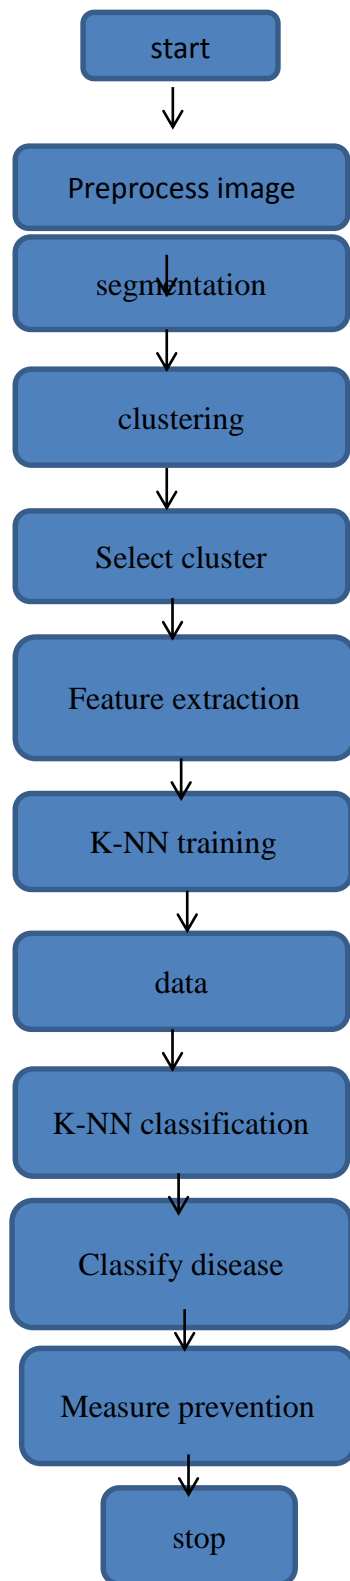 start
Preprocess image
segmentation
clustering
Select cluster
Feature extraction
K-NN training
data
K-NN classification
Classify disease
Measure prevention
stop